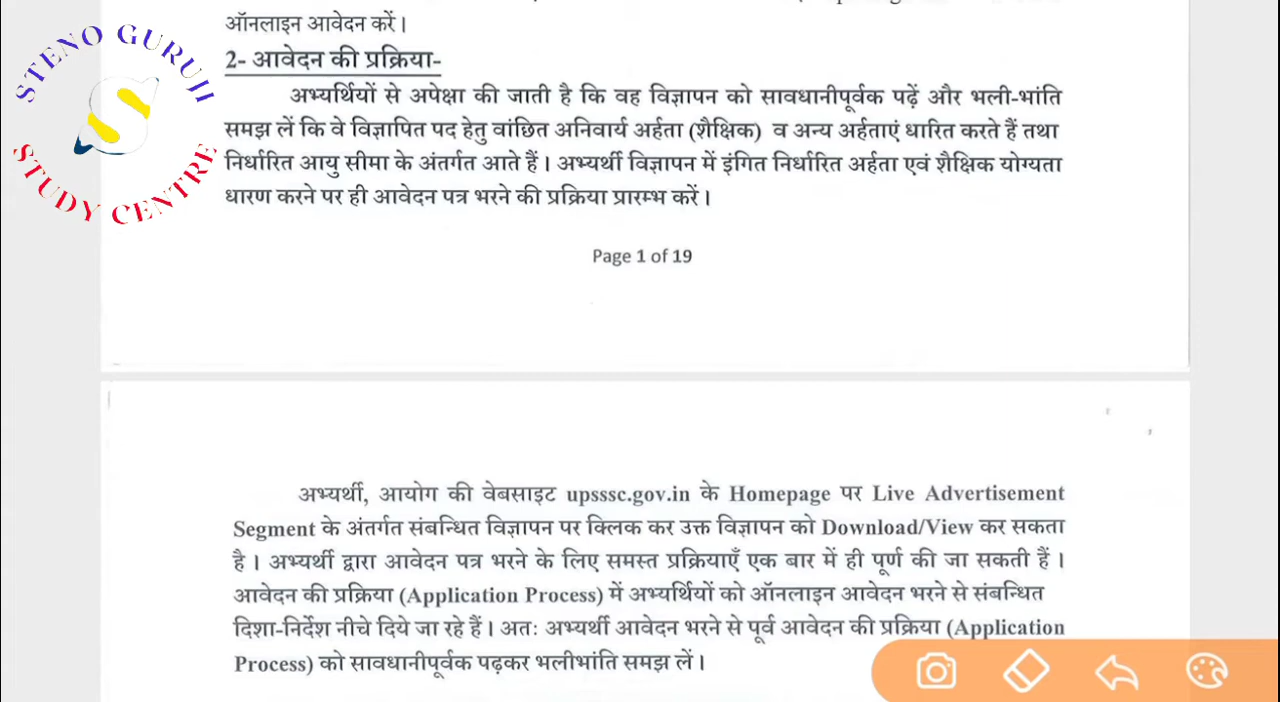 STENO GURUJI
STUDY CENTRE
ऑनलाइन आवेदन करें।
2- आवेदन की प्रक्रिया-
अभ्यर्थियों से अपेक्षा की जाती है कि वह विज्ञापन को सावधानीपूर्वक पढ़ें और भली-भांति
समझ लें कि वे विज्ञापित पद हेतु वांछित अनिवार्य अर्हता (शैक्षिक) व अन्य अर्हताएं धारित करते हैं तथा
निर्धारित आयु सीमा के अंतर्गत आते हैं। अभ्यर्थी विज्ञापन में इंगित निर्धारित अर्हता एवं शैक्षिक योग्यता
धारण करने पर ही आवेदन पत्र भरने की प्रक्रिया प्रारम्भ करें।
Page 1 of 19
अभ्यर्थी, आयोग की वेबसाइट upsssc.gov.in के Homepage पर Live Advertisement
Segment के अंतर्गत संबन्धित विज्ञापन पर क्लिक कर उक्त विज्ञापन को Download/View कर सकता
है। अभ्यर्थी द्वारा आवेदन पत्र भरने के लिए समस्त प्रक्रियाएँ एक बार में ही पूर्ण की जा सकती हैं।
आवेदन की प्रक्रिया (Application Process) में अभ्यर्थियों को ऑनलाइन आवेदन भरने से संबन्धित
दिशा-निर्देश नीचे दिये जा रहे हैं। अतः अभ्यर्थी आवेदन भरने से पूर्व आवेदन की प्रक्रिया (Application
Process) को सावधानीपूर्वक पढ़कर भलीभांति समझ लें।